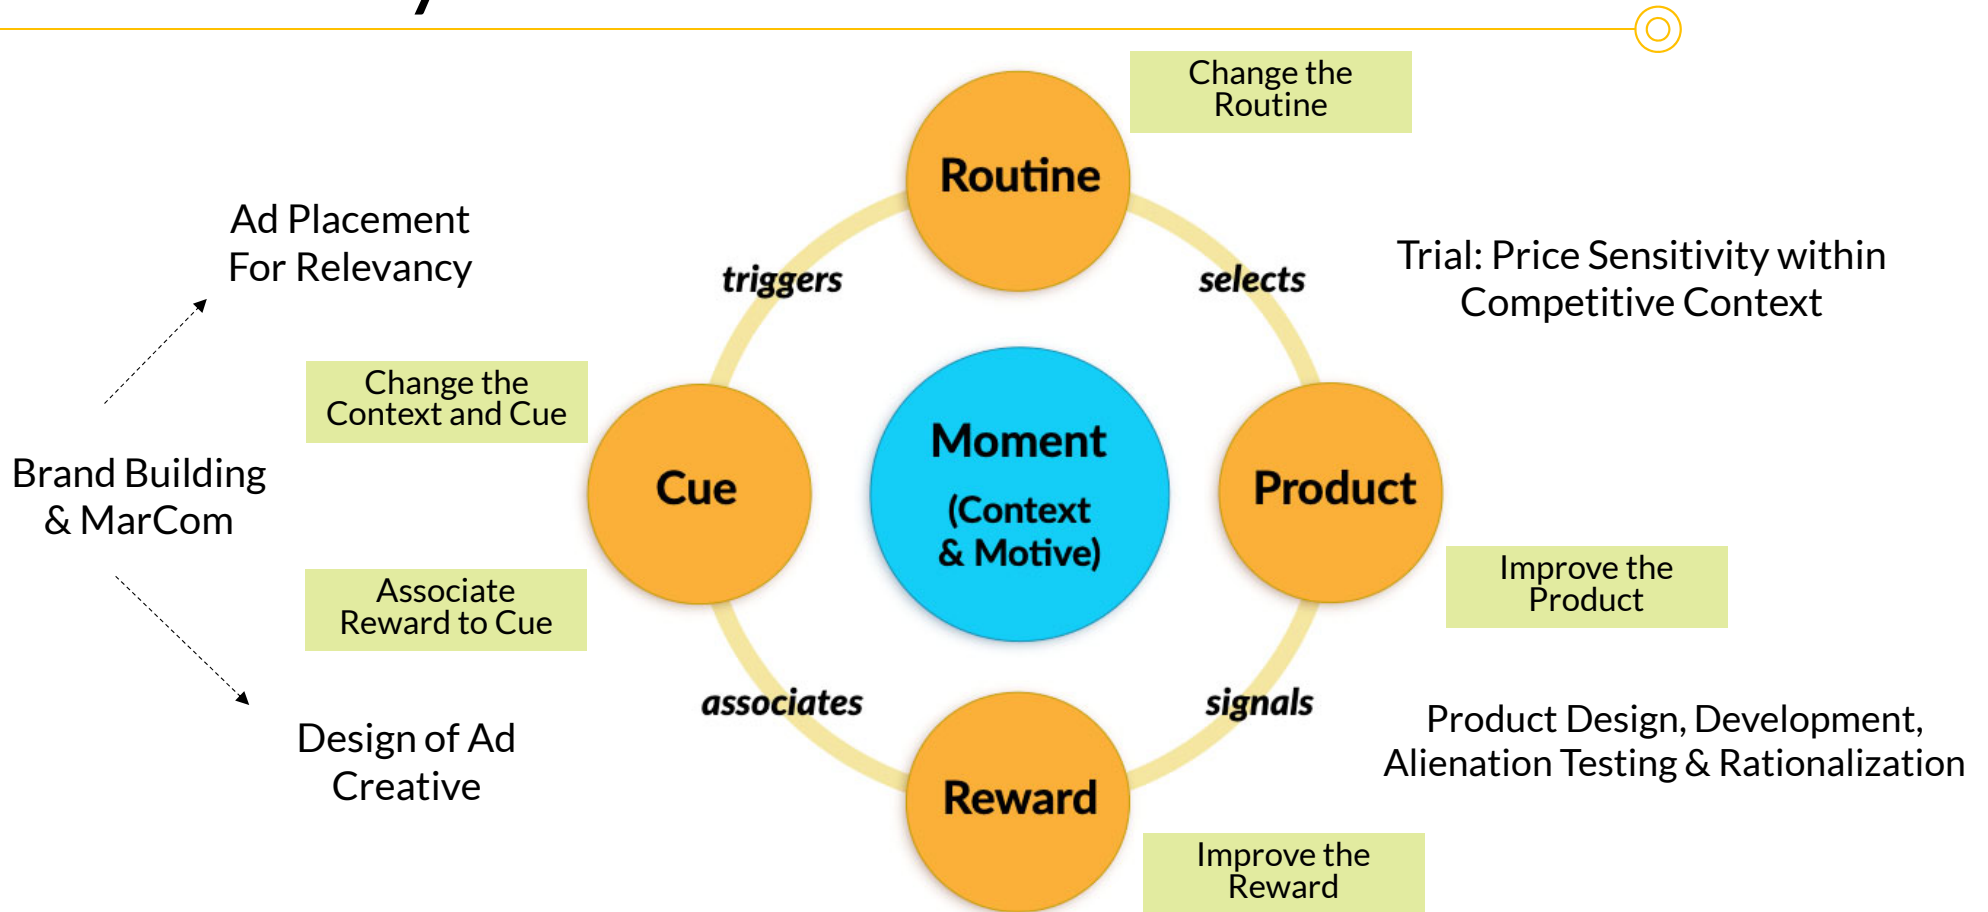 Change the
Routine
Routine
Ad Placement
For Relevancy
triggers
selects
Trial: Price Sensitivity within
Competitive Context
Change the
Context and Cue
Brand Building
& MarCom
Cue
Moment
(Context
& Motive)
Product
Associate
Reward to Cue
Improve the
Product
associates
signals
Design of Ad
Creative
Product Design, Development,
Alienation Testing & Rationalization
Reward
Improve the
Reward